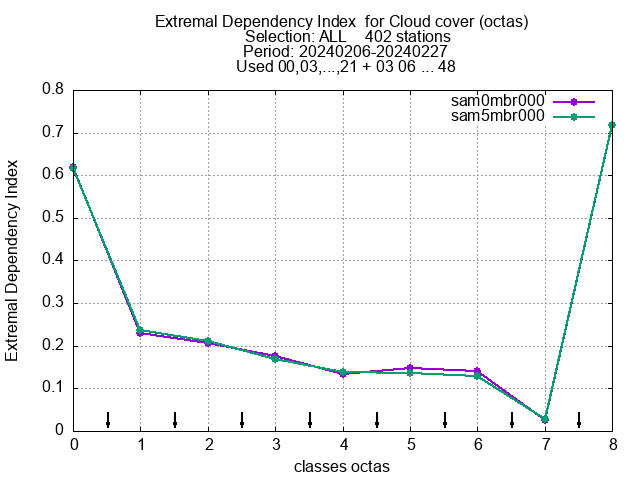 Extremal Dependency Index  for Cloud cover (octas)
Selection: ALL    402 stations
Period: 20240206-20240227
Used 00,03,...,21 + 03 06 ... 48
sam0mbr000
sam5mbr000
Extremal Dependency Index
0.8
0.7
0.6
0.5
0.4
0.3
0.2
0.1
0
0 1 2 3 4 5 6 7 8
classes octas